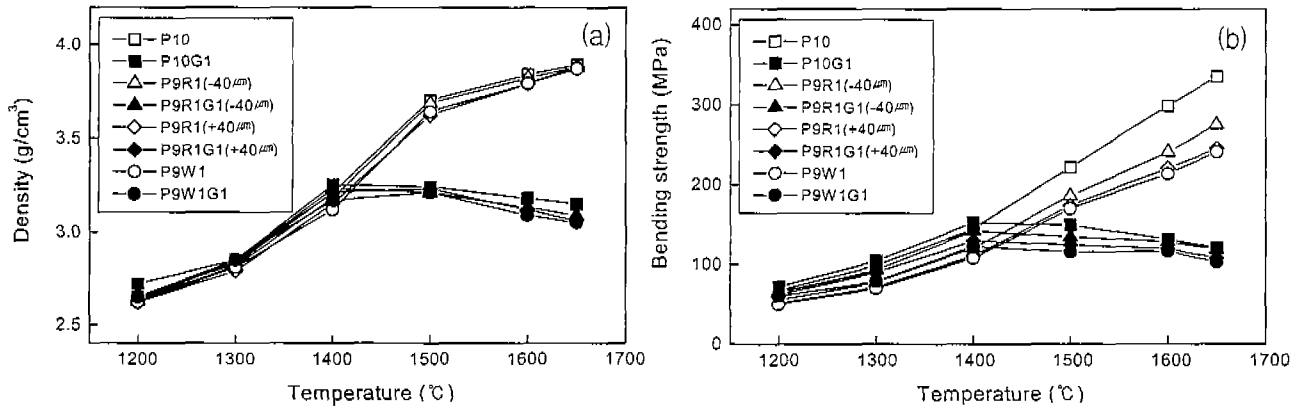 (a)
P10
P10G1
P9R1(-40㎛)
P9R1G1(-40㎛)
P9R1(+40㎛)
P9R1G1(+40㎛)
P9W1
P9W1G1
4.0
3.5
3.0
2.5
Density (g/cm³)
1200 1300 1400 1500 1600 1700
Temperature (℃)
(b)
P10
P10G1
P9R1(-40㎛)
P9R1G1(-40㎛)
P9R1(+40㎛)
P9R1G1(+40㎛)
P9W1
P9W1G1
400
300
200
100
0
Bending strength (MPa)
1200 1300 1400 1500 1600 1700
Temperature (℃)